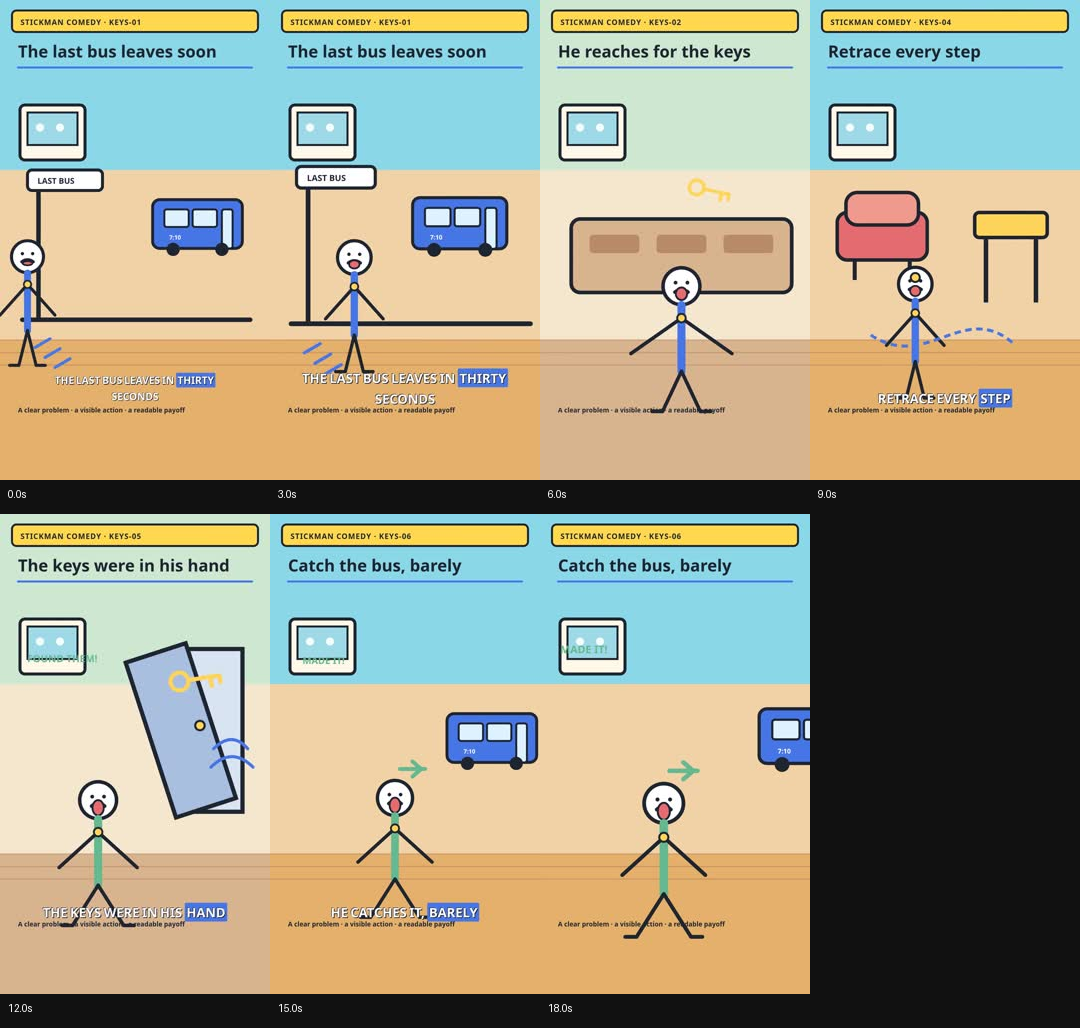 STICKMAN COMEDY · KEYS-01
The last bus leaves soon
LAST BUS
7:10
THE LAST BUS LEAVES IN THIRTY
SECONDS
A clear problem · a visible action · a readable payoff
0.0s
STICKMAN COMEDY · KEYS-01
The last bus leaves soon
LAST BUS
7:10
THE LAST BUS LEAVES IN THIRTY
SECONDS
A clear problem · a visible action · a readable payoff
3.0s
STICKMAN COMEDY · KEYS-02
He reaches for the keys
A clear problem · a visible action · a readable payoff
6.0s
STICKMAN COMEDY · KEYS-04
Retrace every step
RETRACE EVERY STEP
A clear problem · a visible action · a readable payoff
9.0s
STICKMAN COMEDY · KEYS-05
The keys were in his hand
FOUND THEM!
THE KEYS WERE IN HIS HAND
A clear problem · a visible action · a readable payoff
12.0s
STICKMAN COMEDY · KEYS-06
Catch the bus, barely
MADE IT!
7:10
HE CATCHES IT, BARELY
A clear problem · a visible action · a readable payoff
15.0s
STICKMAN COMEDY · KEYS-06
Catch the bus, barely
MADE IT!
7:10
A clear problem · a visible action · a readable payoff
18.0s